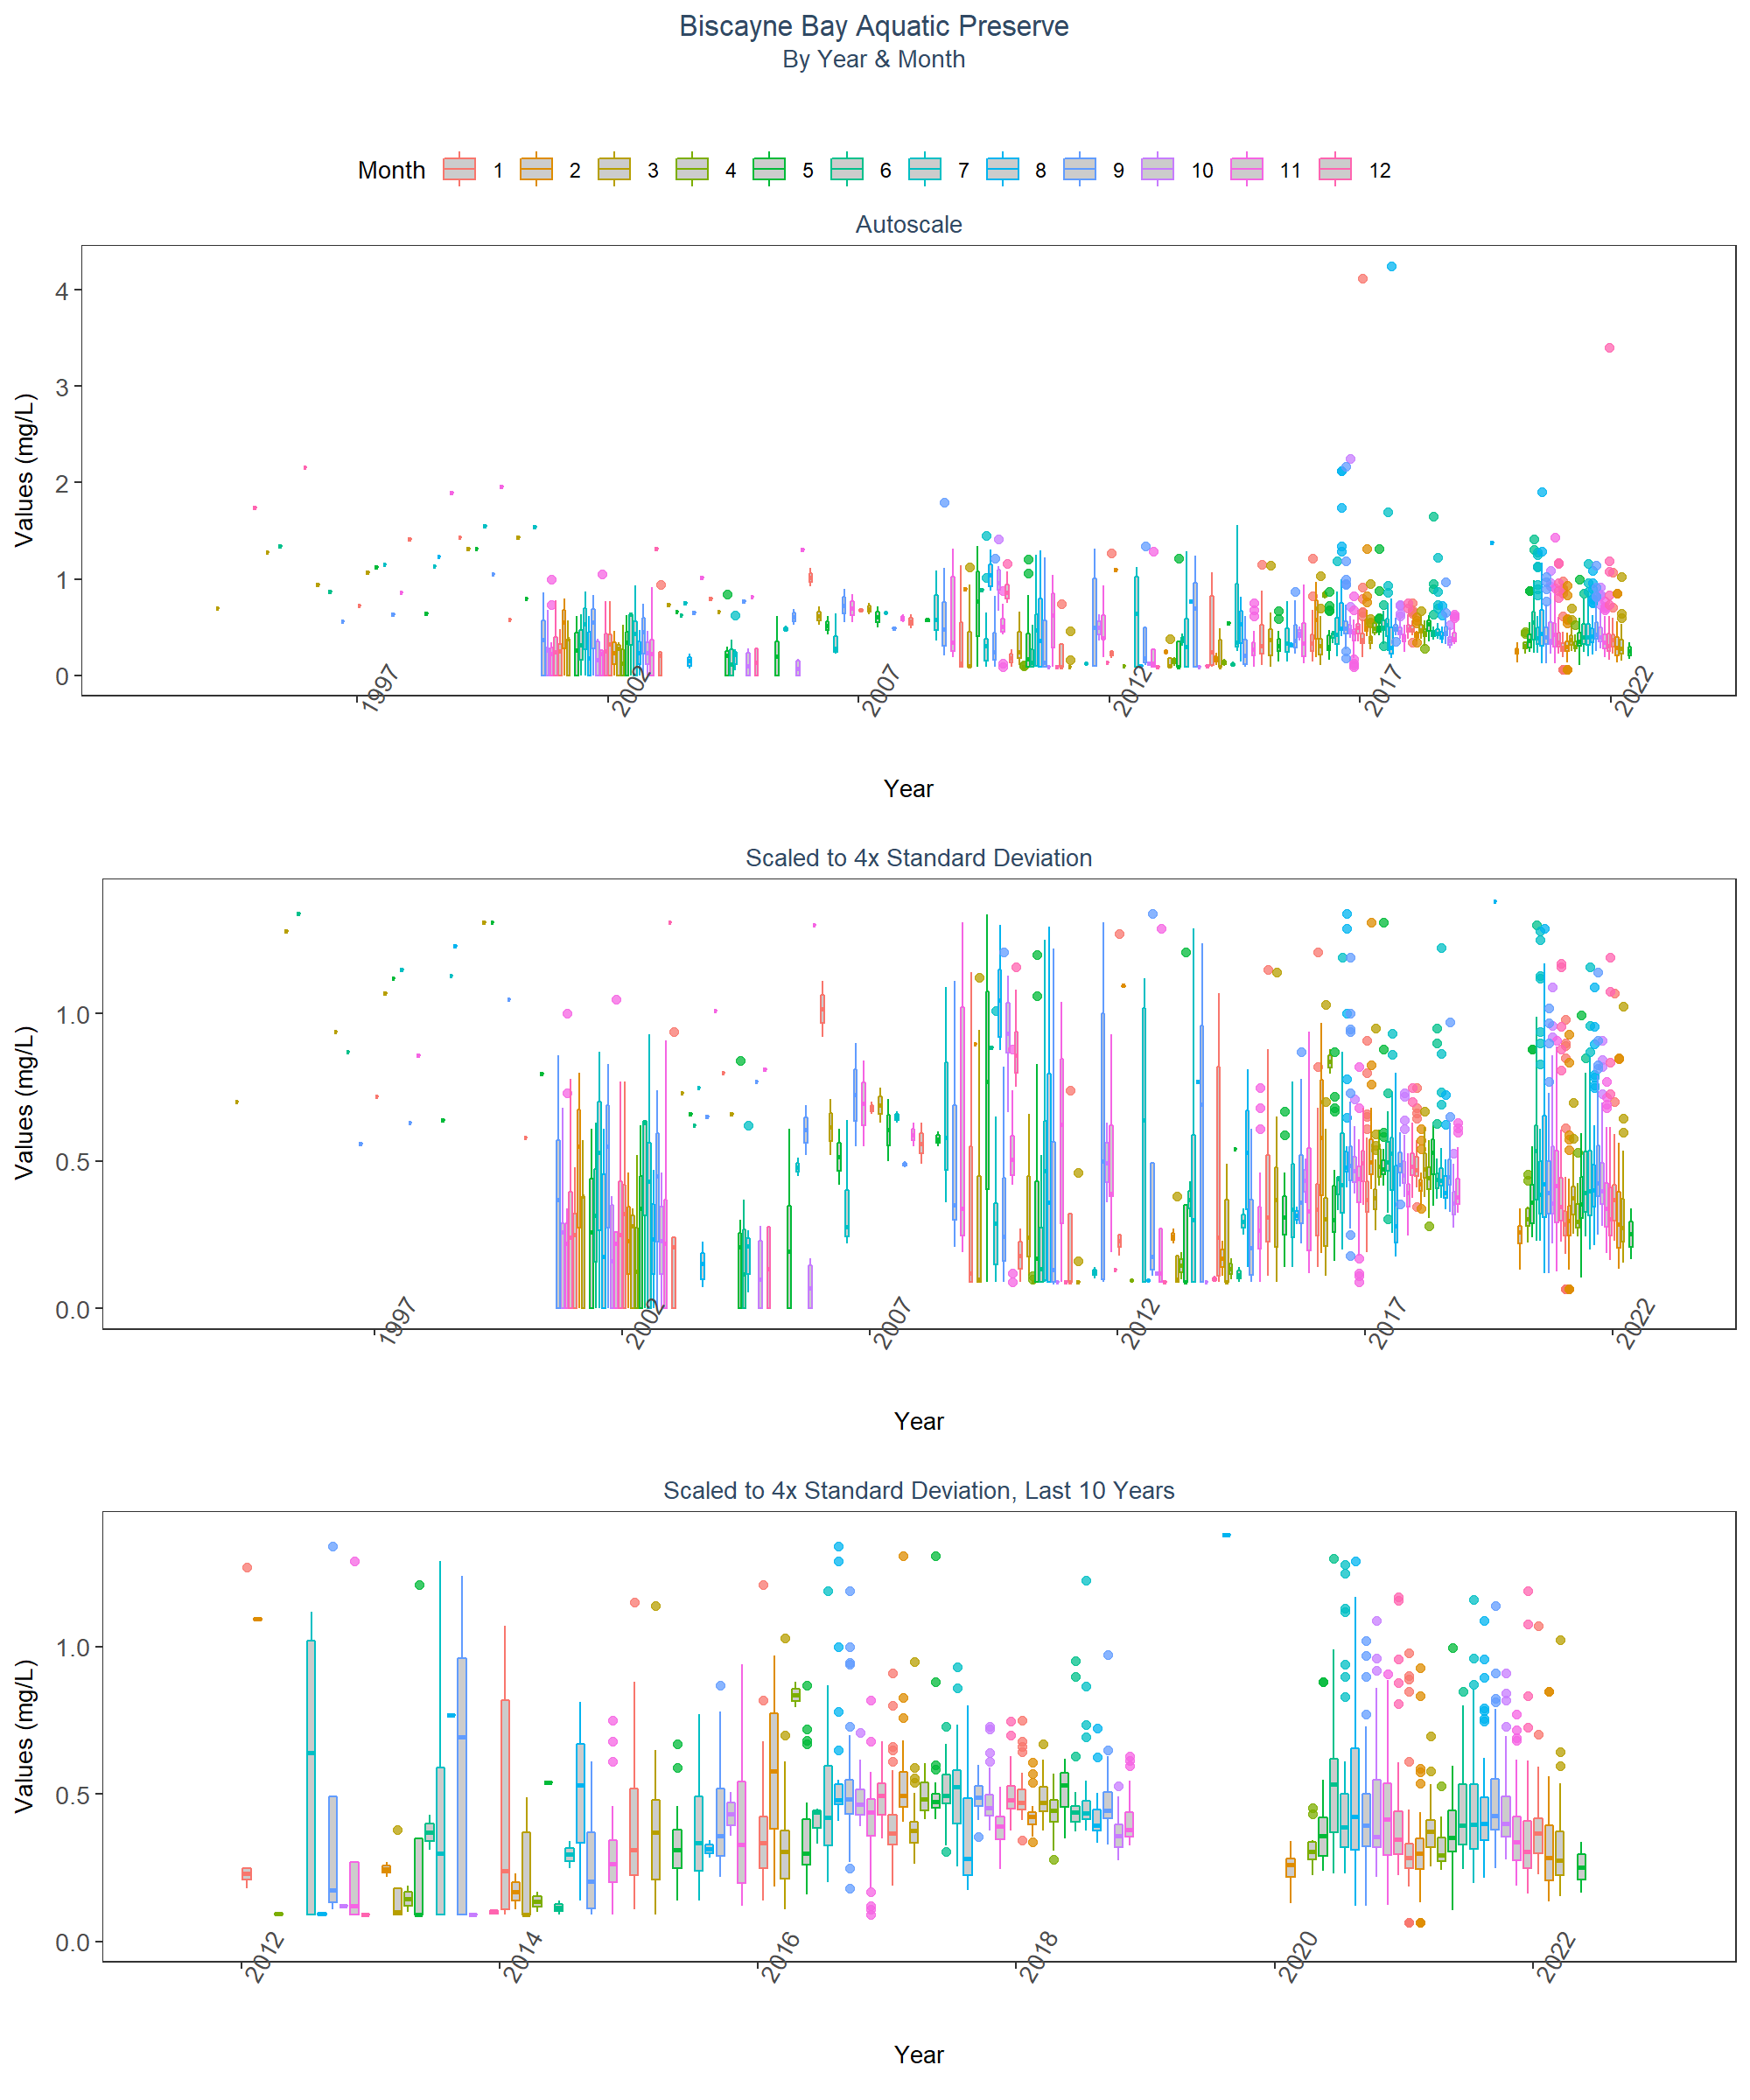 Biscayne Bay Aquatic Preserve
By Year & Month
Month 1 2 3 4 5 6 7 8 9 10 11 12
Autoscale
Values (mg/L)
4
3
2
1
0
1997 2002 2007 2012 2017 2022
Year
Scaled to 4x Standard Deviation
Values (mg/L)
1.0
0.5
0.0
1997 2002 2007 2012 2017 2022
Year
Scaled to 4x Standard Deviation, Last 10 Years
Values (mg/L)
1.0
0.5
0.0
2012 2014 2016 2018 2020 2022
Year